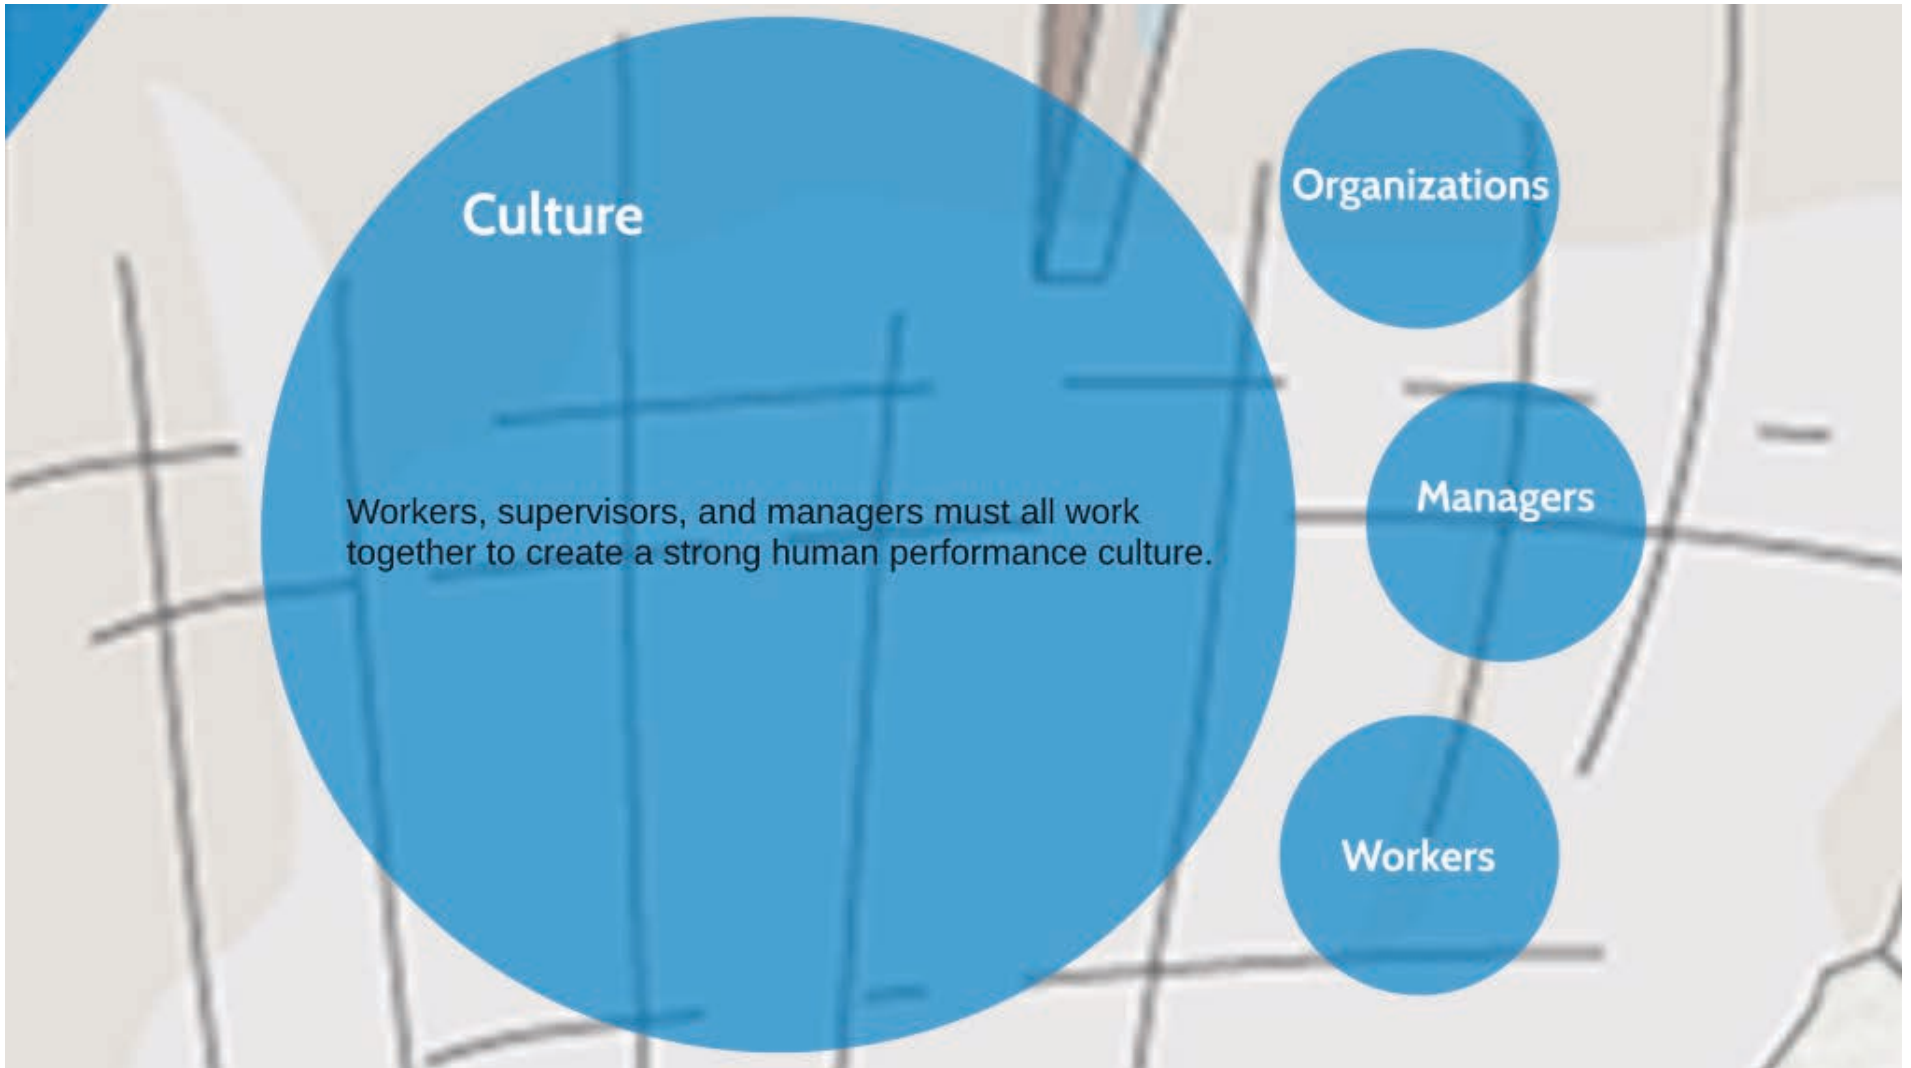 Culture
Workers, supervisors, and managers must all work
together to create a strong human performance culture.
Organizations
Managers
Workers